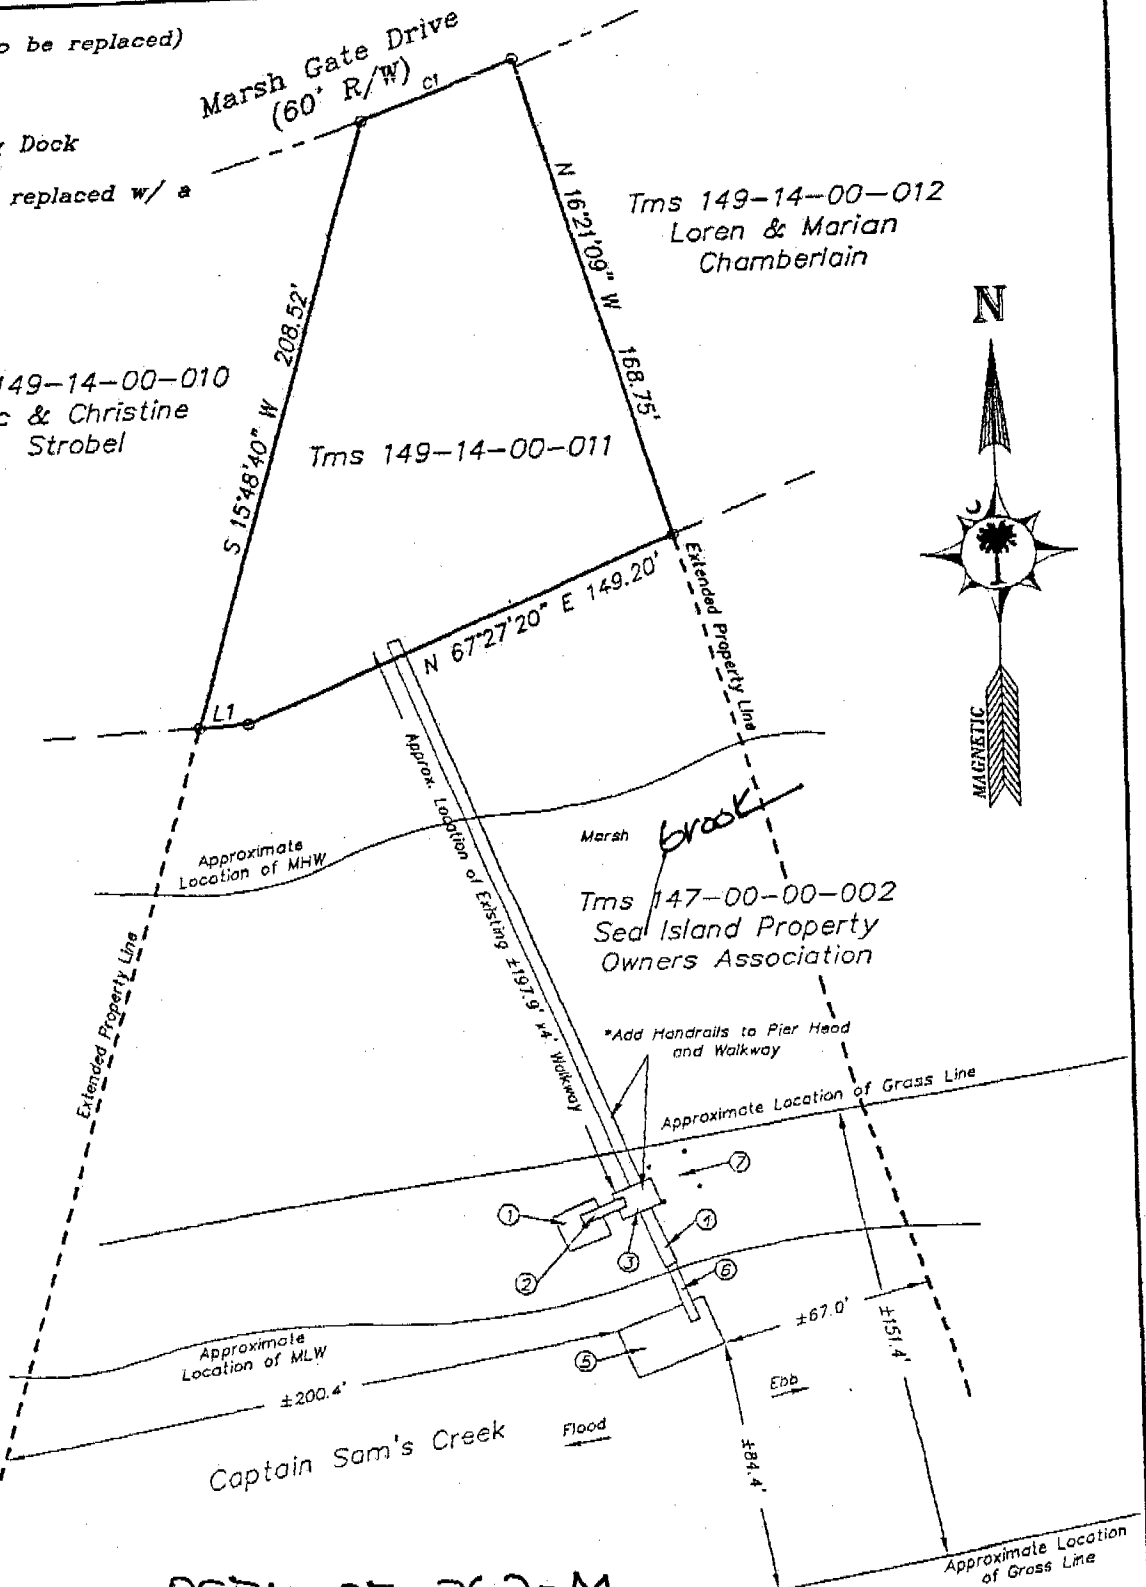 o be replaced)
Marsh Gate Drive
(60' R/W)
C1
Dock
replaced w/ a
N 16°21'09" W 168.75'
Tms 149-14-00-012
Loren & Marian
Chamberlain
N
S 15°48'40" W 208.52'
149-14-00-010
c & Christine
Strobel
Tms 149-14-00-011
N 67°27'20" E 149.20'
Extended Property Line
L1
MAGNETIC
Approx. Location of Existing ±197.9' x4' Walkway
Approximate
Location of MHW
Marsh
brook
Tms 147-00-00-002
Sea Island Property
Owners Association
Extended Property Line
*Add Handrails to Pier Head
and Walkway
Approximate Location of Grass Line
7
1
4
3
2
6
±67.0'
±151.4'
Approximate
Location of MLW
5
±200.4'
Ebb
Flood
Captain Sam's Creek
±84.4'
Approximate Location
of Grass Line